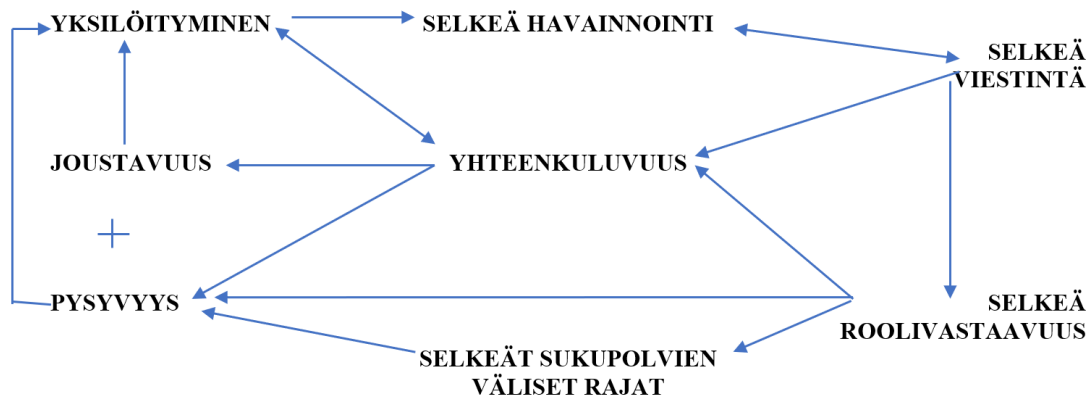 YKSILÖITYMINEN
SELKEÄ HAVAINNOINTI
SELKEÄ
VIESTINTÄ
JOUSTAVUUS
YHTEENKULUVUUS
+
PYSYVYYS
SELKEÄ
ROOLIVASTAAVUUS
SELKEÄT SUKUPOLVIEN
VÄLISET RAJAT